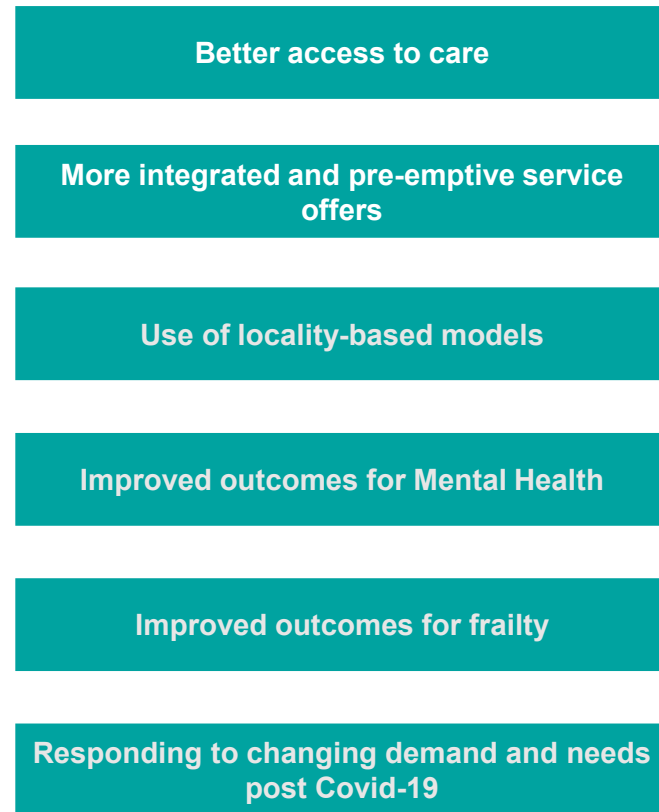 Better access to care
More integrated and pre-emptive service
offers
Use of locality-based models
Improved outcomes for Mental Health
Improved outcomes for frailty
Responding to changing demand and needs
post Covid-19